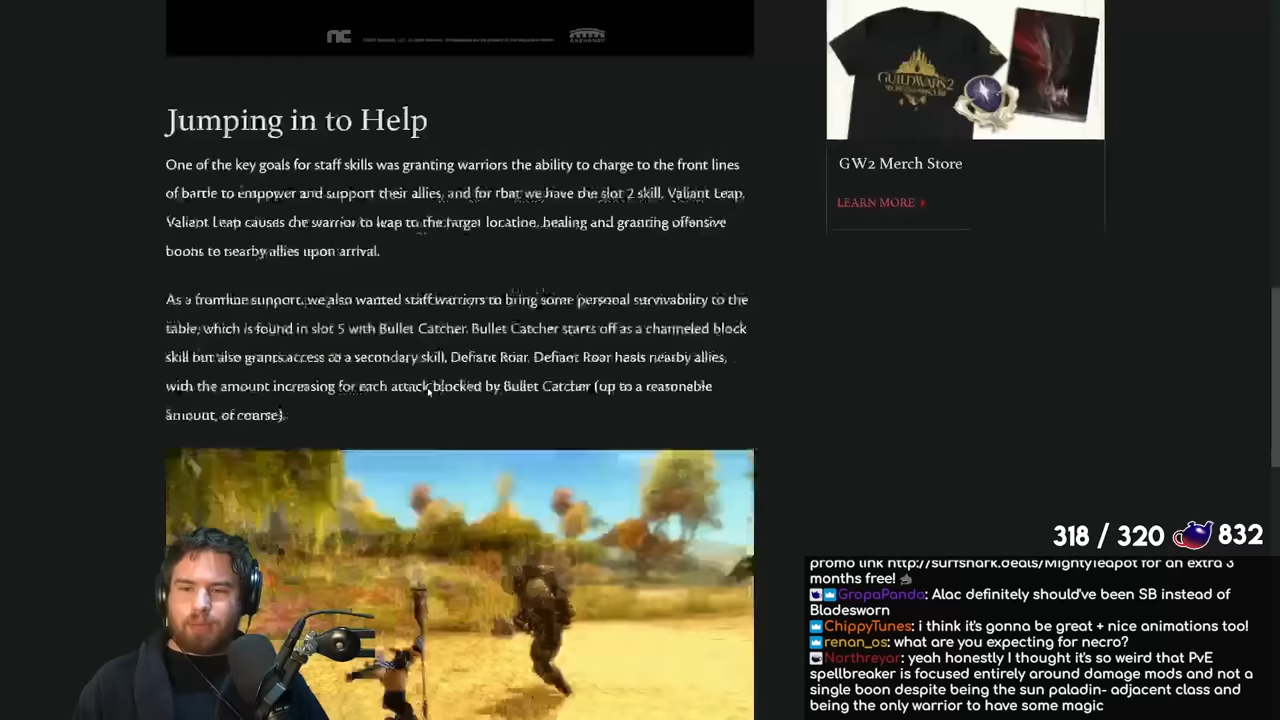 nc
ARENANET
Jumping in to Help
One of the key goals for staff skills was granting warriors the ability to charge to the front lines
of battle to empower and support their allies, and for that we have the slot 2 skill, Valiant Leap.
Valiant Leap causes the warrior to leap to the target location, healing and granting offensive
boons to nearby allies upon arrival.
As a frontline support, we also wanted staff warriors to bring some personal survivability to the
table, which is found in slot 5 with Bullet Catcher. Bullet Catcher starts off as a channeled block
skill but also grants access to a secondary skill, Defiant Roar. Defiant Roar heals nearby allies,
with the amount increasing for each attack blocked by Bullet Catcher (up to a reasonable
amount, of course).
GUILD WARS 2
GW2 Merch Store
LEARN MORE
318 / 320 832
promo link http://surfshark.deals/MightyTeapot for an extra 3
months free!
GropaPanda: Alac definitely should've been SB instead of
Bladesworn
ChippyTunes: i think it's gonna be great + nice animations too!
renan_os: what are you expecting for necro?
Northreyar: yeah honestly I thought it's so weird that PvE
spellbreaker is focused entirely around damage mods and not a
single boon despite being the sun paladin- adjacent class and
being the only warrior to have some magic